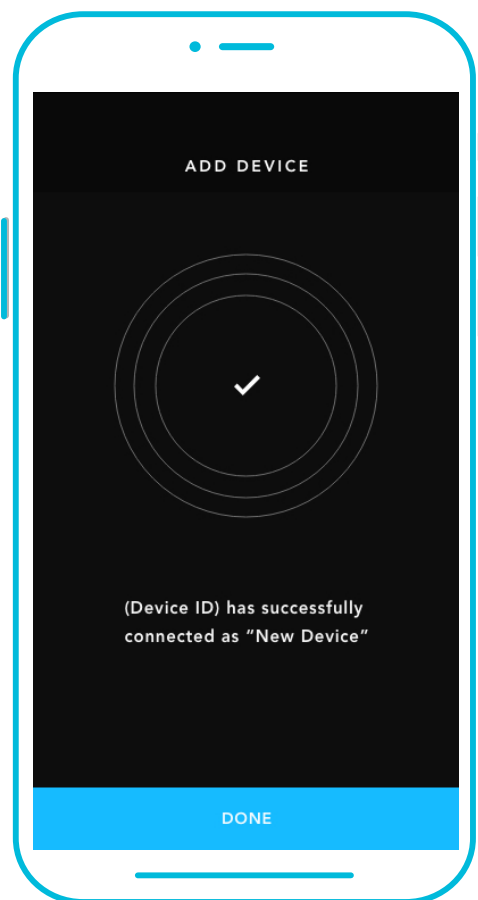 ADD DEVICE
(Device ID) has successfully
connected as “New Device”
DONE